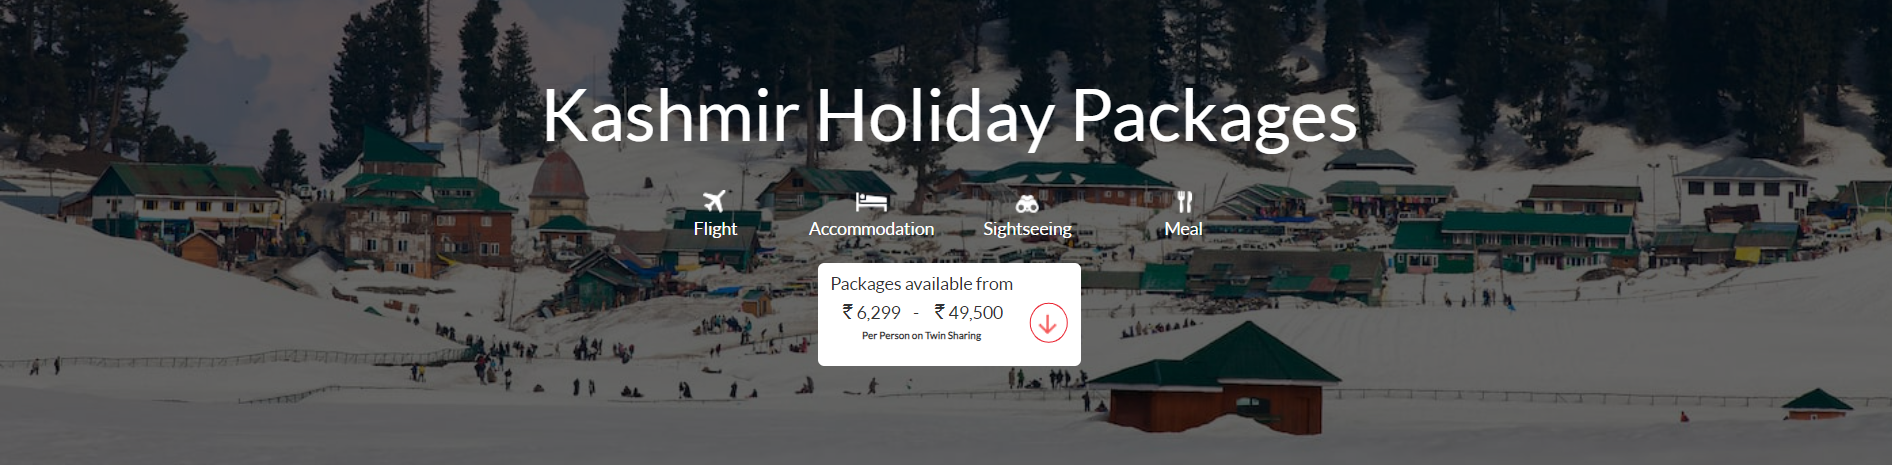 Kashmir Holiday Packages
Flight Accommodation Sightseeing Meal
Packages available from
₹ 6,299 - ₹ 49,500
Per Person on Twin Sharing